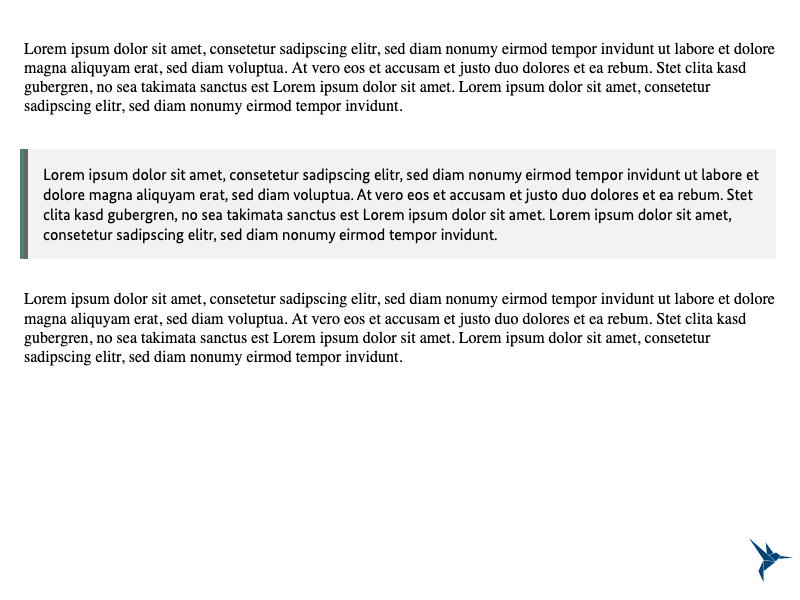 Lorem ipsum dolor sit amet, consetetur sadipscing elitr, sed diam nonumy eirmod tempor invidunt ut labore et dolore
magna aliquyam erat, sed diam voluptua. At vero eos et accusam et justo duo dolores et ea rebum. Stet clita kasd
gubergren, no sea takimata sanctus est Lorem ipsum dolor sit amet. Lorem ipsum dolor sit amet, consetetur
sadipscing elitr, sed diam nonumy eirmod tempor invidunt.
Lorem ipsum dolor sit amet, consetetur sadipscing elitr, sed diam nonumy eirmod tempor invidunt ut labore et
dolore magna aliquyam erat, sed diam voluptua. At vero eos et accusam et justo duo dolores et ea rebum. Stet
clita kasd gubergren, no sea takimata sanctus est Lorem ipsum dolor sit amet. Lorem ipsum dolor sit amet,
consetetur sadipscing elitr, sed diam nonumy eirmod tempor invidunt.
Lorem ipsum dolor sit amet, consetetur sadipscing elitr, sed diam nonumy eirmod tempor invidunt ut labore et dolore
magna aliquyam erat, sed diam voluptua. At vero eos et accusam et justo duo dolores et ea rebum. Stet clita kasd
gubergren, no sea takimata sanctus est Lorem ipsum dolor sit amet. Lorem ipsum dolor sit amet, consetetur
sadipscing elitr, sed diam nonumy eirmod tempor invidunt.